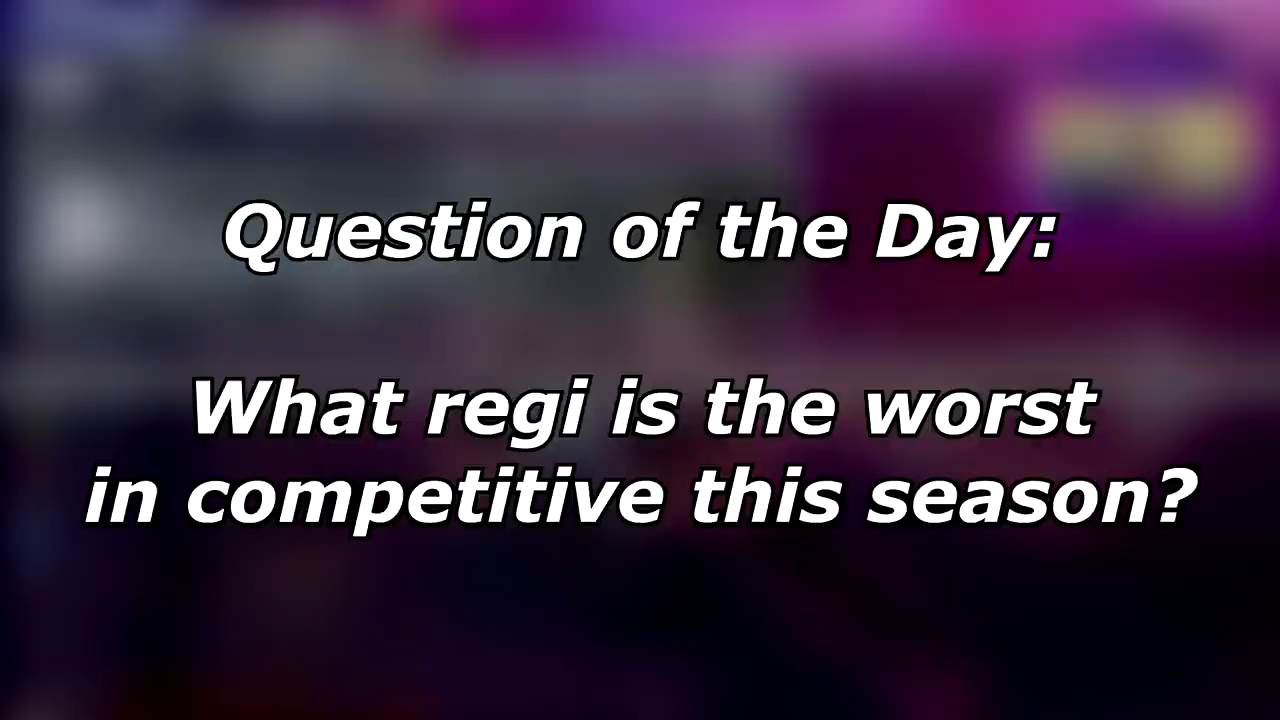 Question of the Day:
What regi is the worst
in competitive this season?